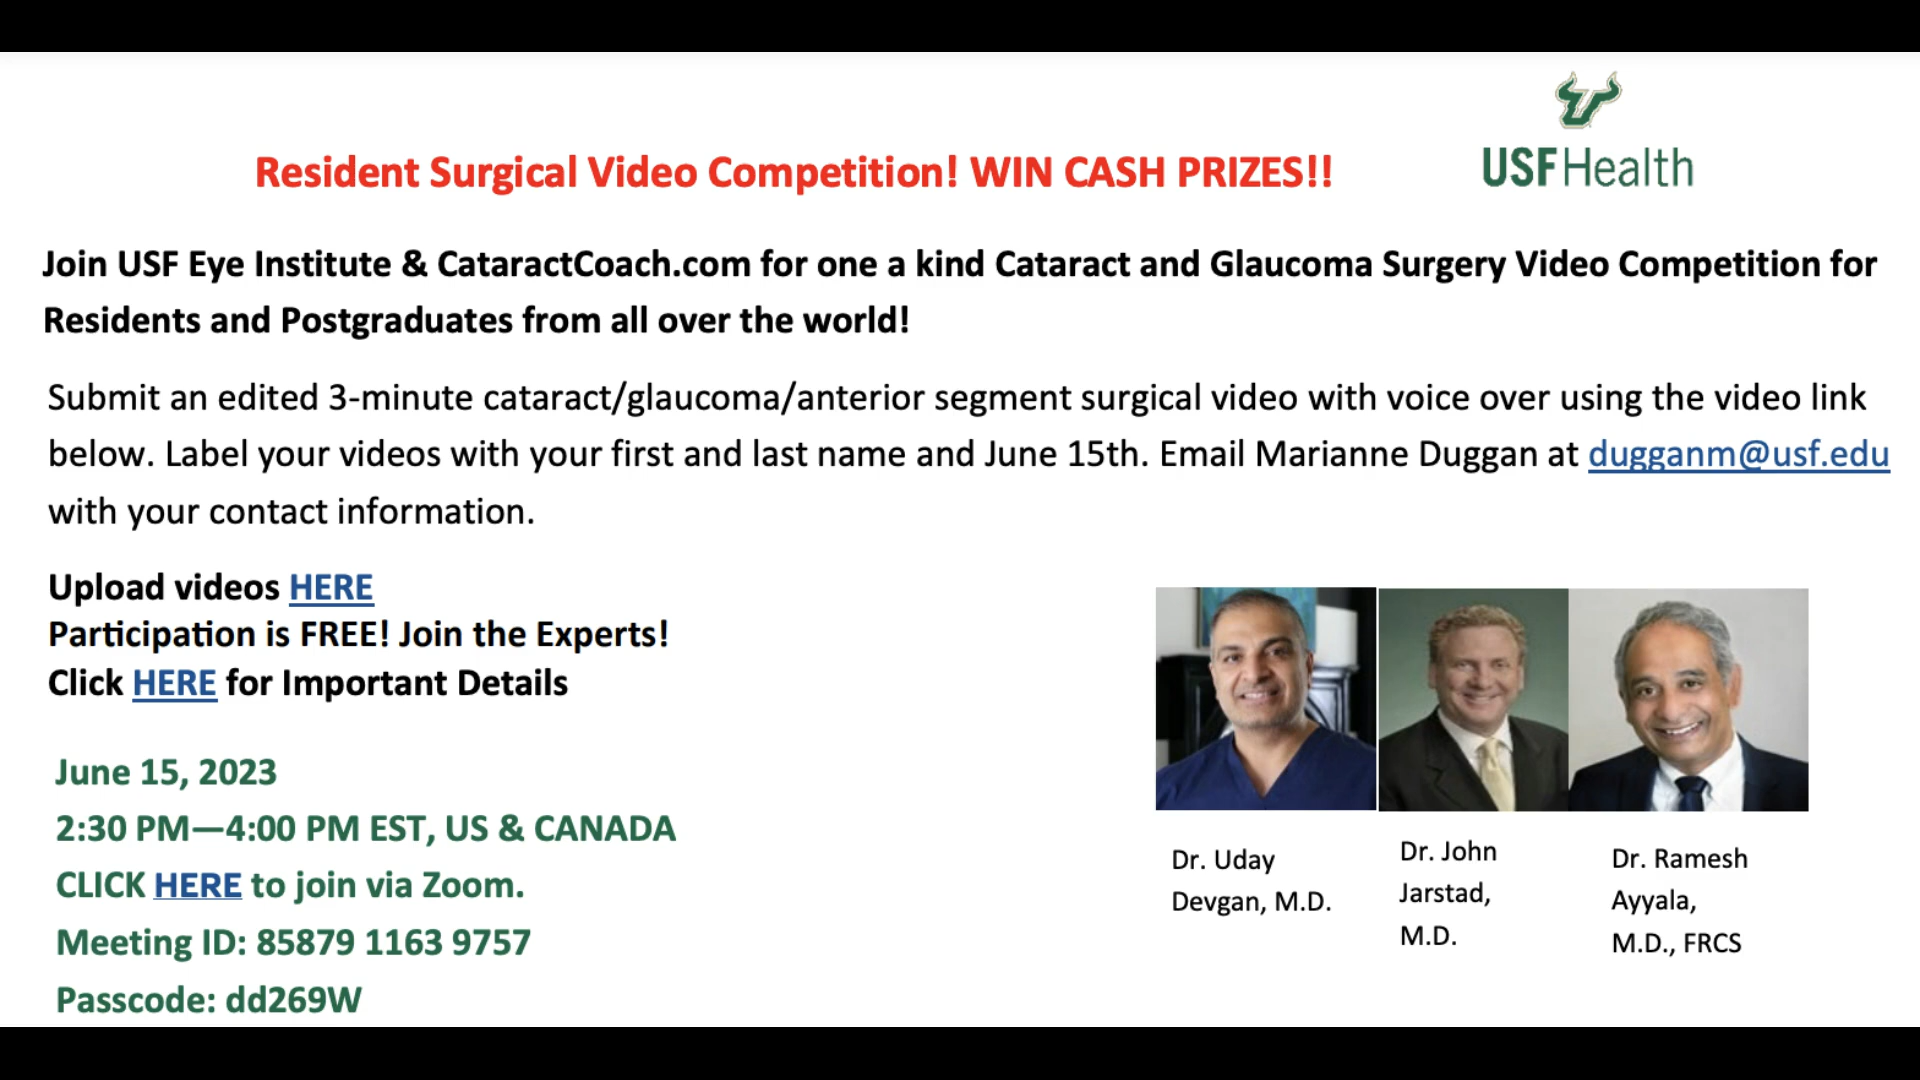 USF Health
Resident Surgical Video Competition! WIN CASH PRIZES!!
Join USF Eye Institute & CataractCoach.com for one a kind Cataract and Glaucoma Surgery Video Competition for
Residents and Postgraduates from all over the world!
Submit an edited 3-minute cataract/glaucoma/anterior segment surgical video with voice over using the video link
below. Label your videos with your first and last name and June 15th. Email Marianne Duggan at dugganm@usf.edu
with your contact information.
Upload videos HERE
Participation is FREE! Join the Experts!
Click HERE for Important Details
June 15, 2023
2:30 PM—4:00 PM EST, US & CANADA
CLICK HERE to join via Zoom.
Meeting ID: 85879 1163 9757
Passcode: dd269W
Dr. Uday
Devgan, M.D.
Dr. John
Jarstad,
M.D.
Dr. Ramesh
Ayyala,
M.D., FRCS